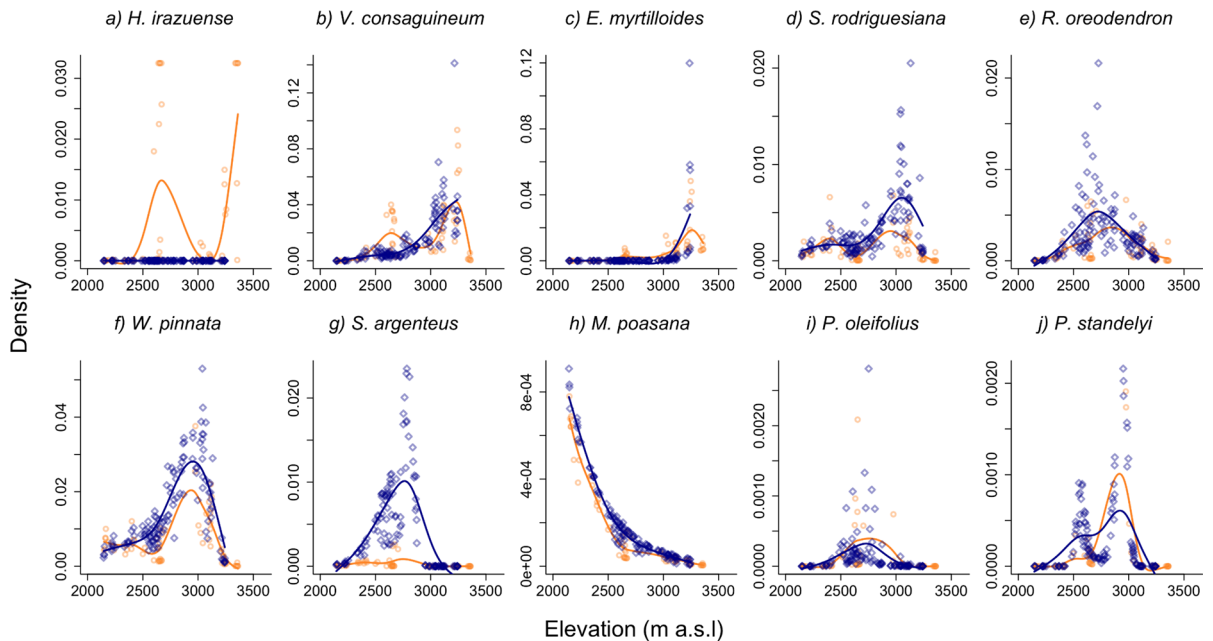 a) H. irazuense
b) V. consaguineum
c) E. myrtilloides
d) S. rodriguesiana
e) R. oreodendron
0.000 0.010 0.020 0.030
2000 2500 3000 3500
0.00 0.04 0.08 0.12
2000 2500 3000 3500
0.00 0.04 0.08 0.12
2000 2500 3000 3500
0.000 0.010 0.020
2000 2500 3000 3500
0.000 0.010 0.020
2000 2500 3000 3500
Density
f) W. pinnata
g) S. argenteus
h) M. poasana
i) P. oleifolius
j) P. standelyi
0.00 0.02 0.04
2000 2500 3000 3500
0.000 0.010 0.020
2000 2500 3000 3500
0e+00 4e-04 8e-04
2000 2500 3000 3500
0.0000 0.0010 0.0020
2000 2500 3000 3500
0.0000 0.0010 0.0020
2000 2500 3000 3500
Elevation (m a.s.l)